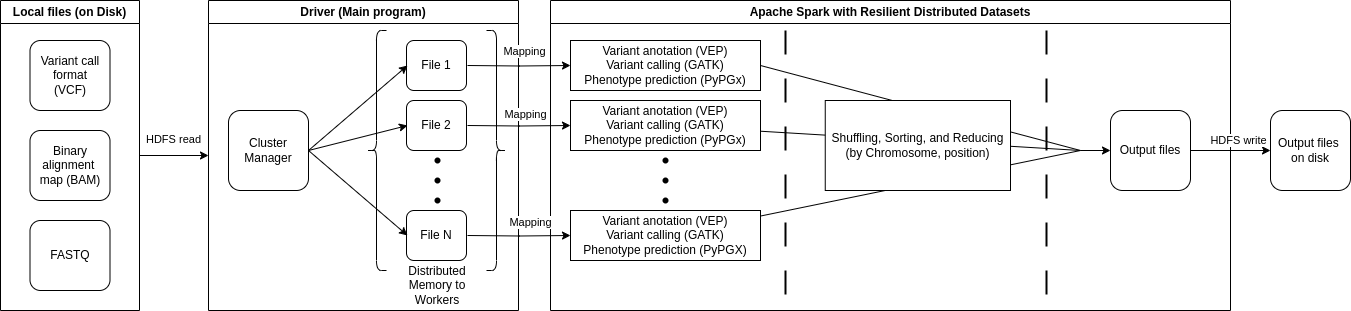 Local files (on Disk)
Driver (Main program)
Apache Spark with Resilient Distributed Datasets
Variant call
format
(VCF)
Binary
alignment
map (BAM)
FASTQ
HDFS read
Cluster
Manager
File 1
File 2
File N
Distributed
Memory to
Workers
Mapping
Mapping
Mapping
Variant anotation (VEP)
Variant calling (GATK)
Phenotype prediction (PyPGx)
Variant anotation (VEP)
Variant calling (GATK)
Phenotype prediction (PyPGx)
Variant anotation (VEP)
Variant calling (GATK)
Phenotype prediction (PyPGX)
Shuffling, Sorting, and Reducing
(by Chromosome, position)
Output files
HDFS write
Output files
on disk